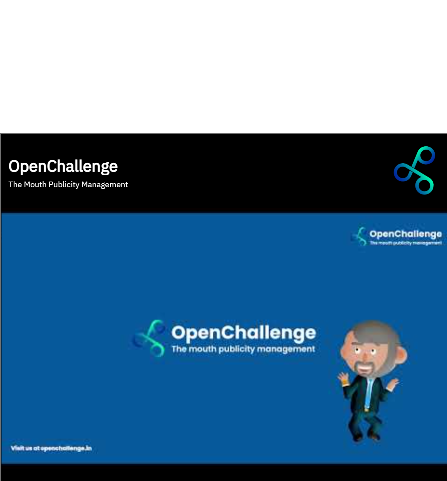 OpenChallenge
The Mouth Publicity Management
OpenChallenge
The mouth publicity management
OpenChallenge
The mouth publicity management
Visit us at openchallenge.in